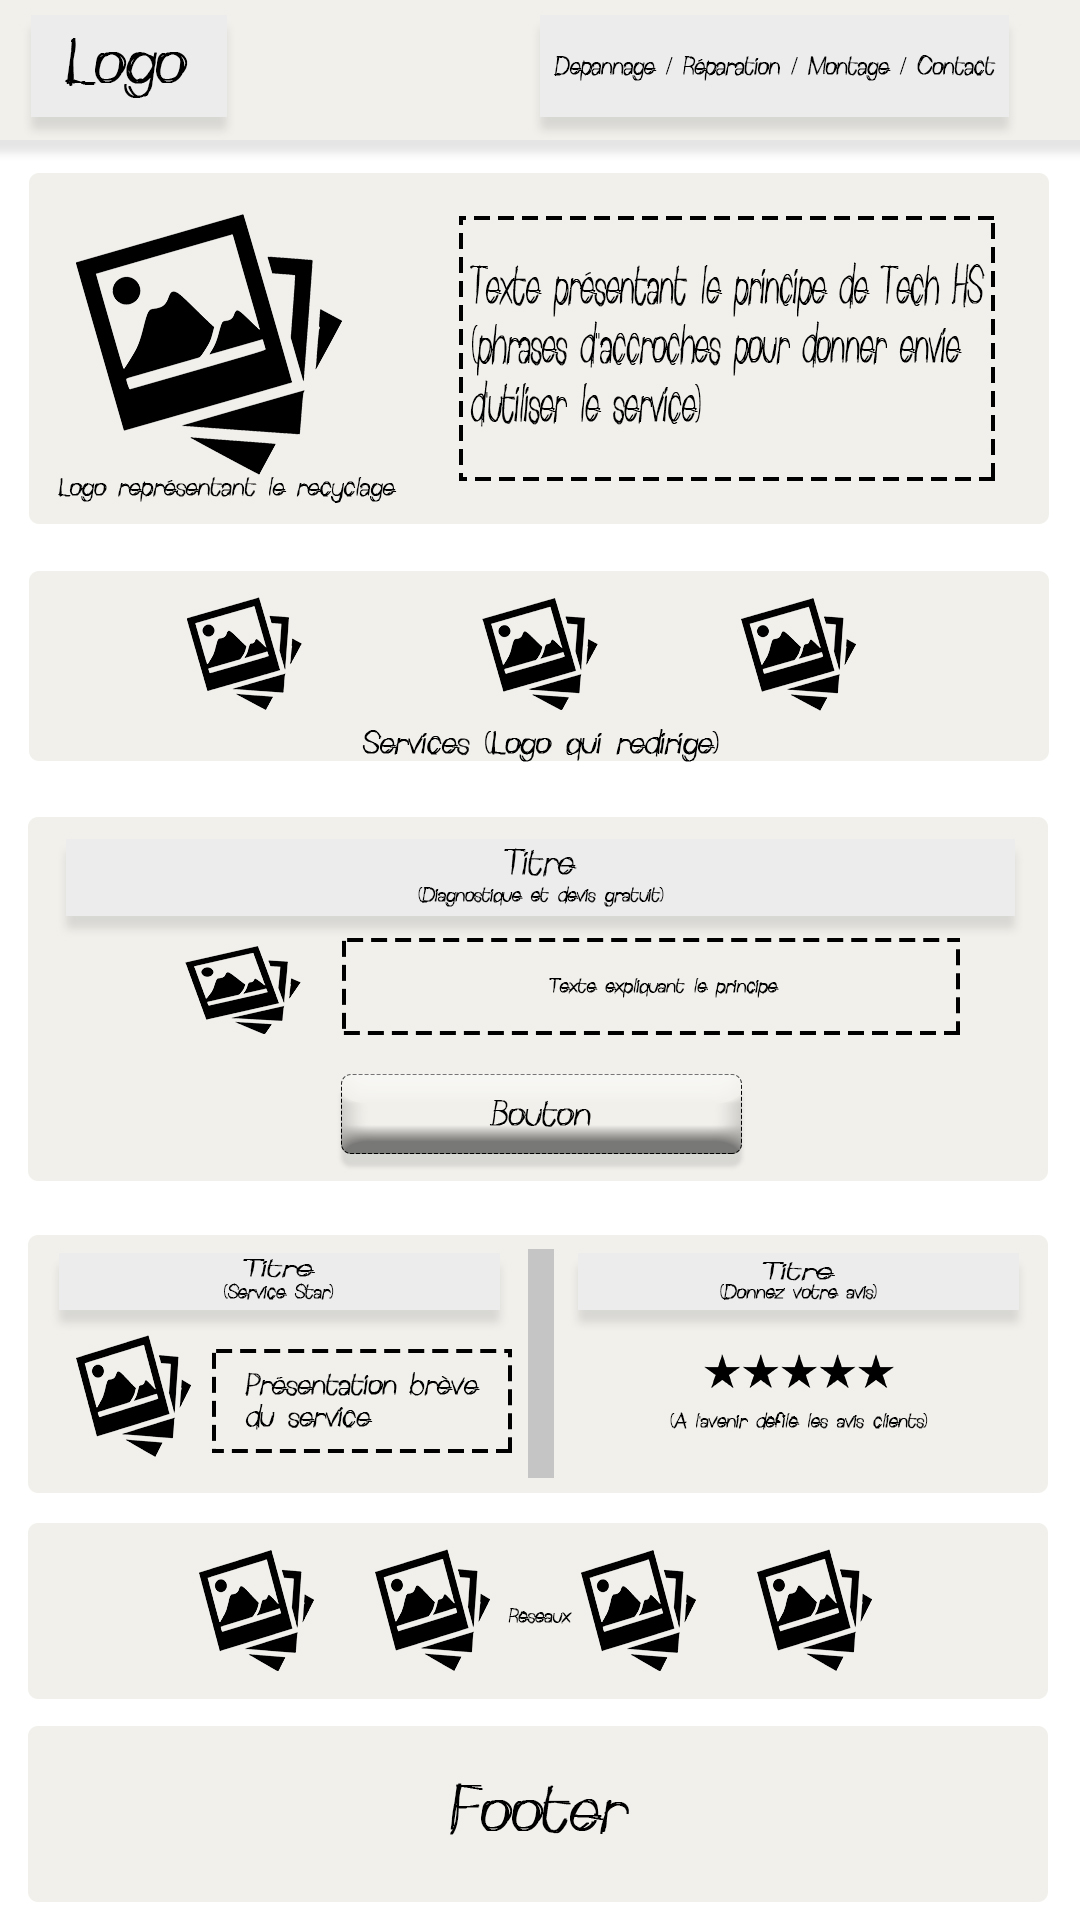 Logo
Depannage / Réparation / Montage / Contact
Texte présentant le principe de Tech HS
(phrases d'accroches pour donner envie
d'utiliser le service)
Logo représentant le recyclage
Services (Logo qui redirige)
Titre
(Diagnostique et devis gratuit)
Texte expliquant le principe
Bouton
Titre
(Service Star)
Présentation brève
du service
Titre
(Donnez votre avis)
★★★★★
(A l'avenir défile les avis clients)
Réseaux
Footer